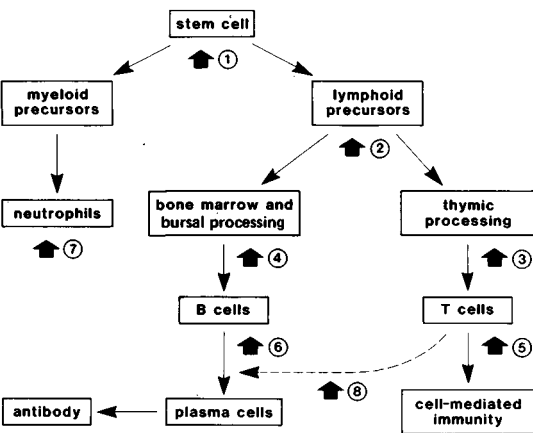 stem cell
①
myeloid
precursors
lymphoid
precursors
②
neutrophils
bone marrow and
bursal processing
thymic
processing
⑦
④
③
B cells
T cells
⑥
⑤
⑧
antibody
plasma cells
cell-mediated
immunity